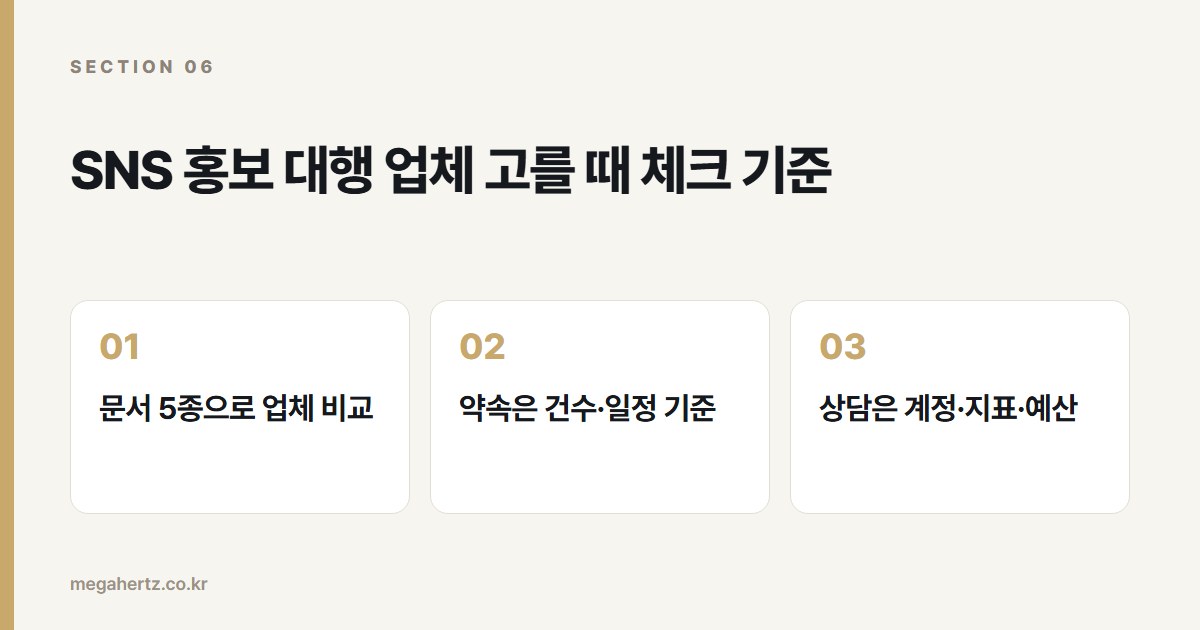 SECTION 06
SNS 홍보 대행 업체 고를 때 체크 기준
01
문서 5종으로 업체 비교
02
약속은 건수·일정 기준
03
상담은 계정·지표·예산
megahertz.co.kr